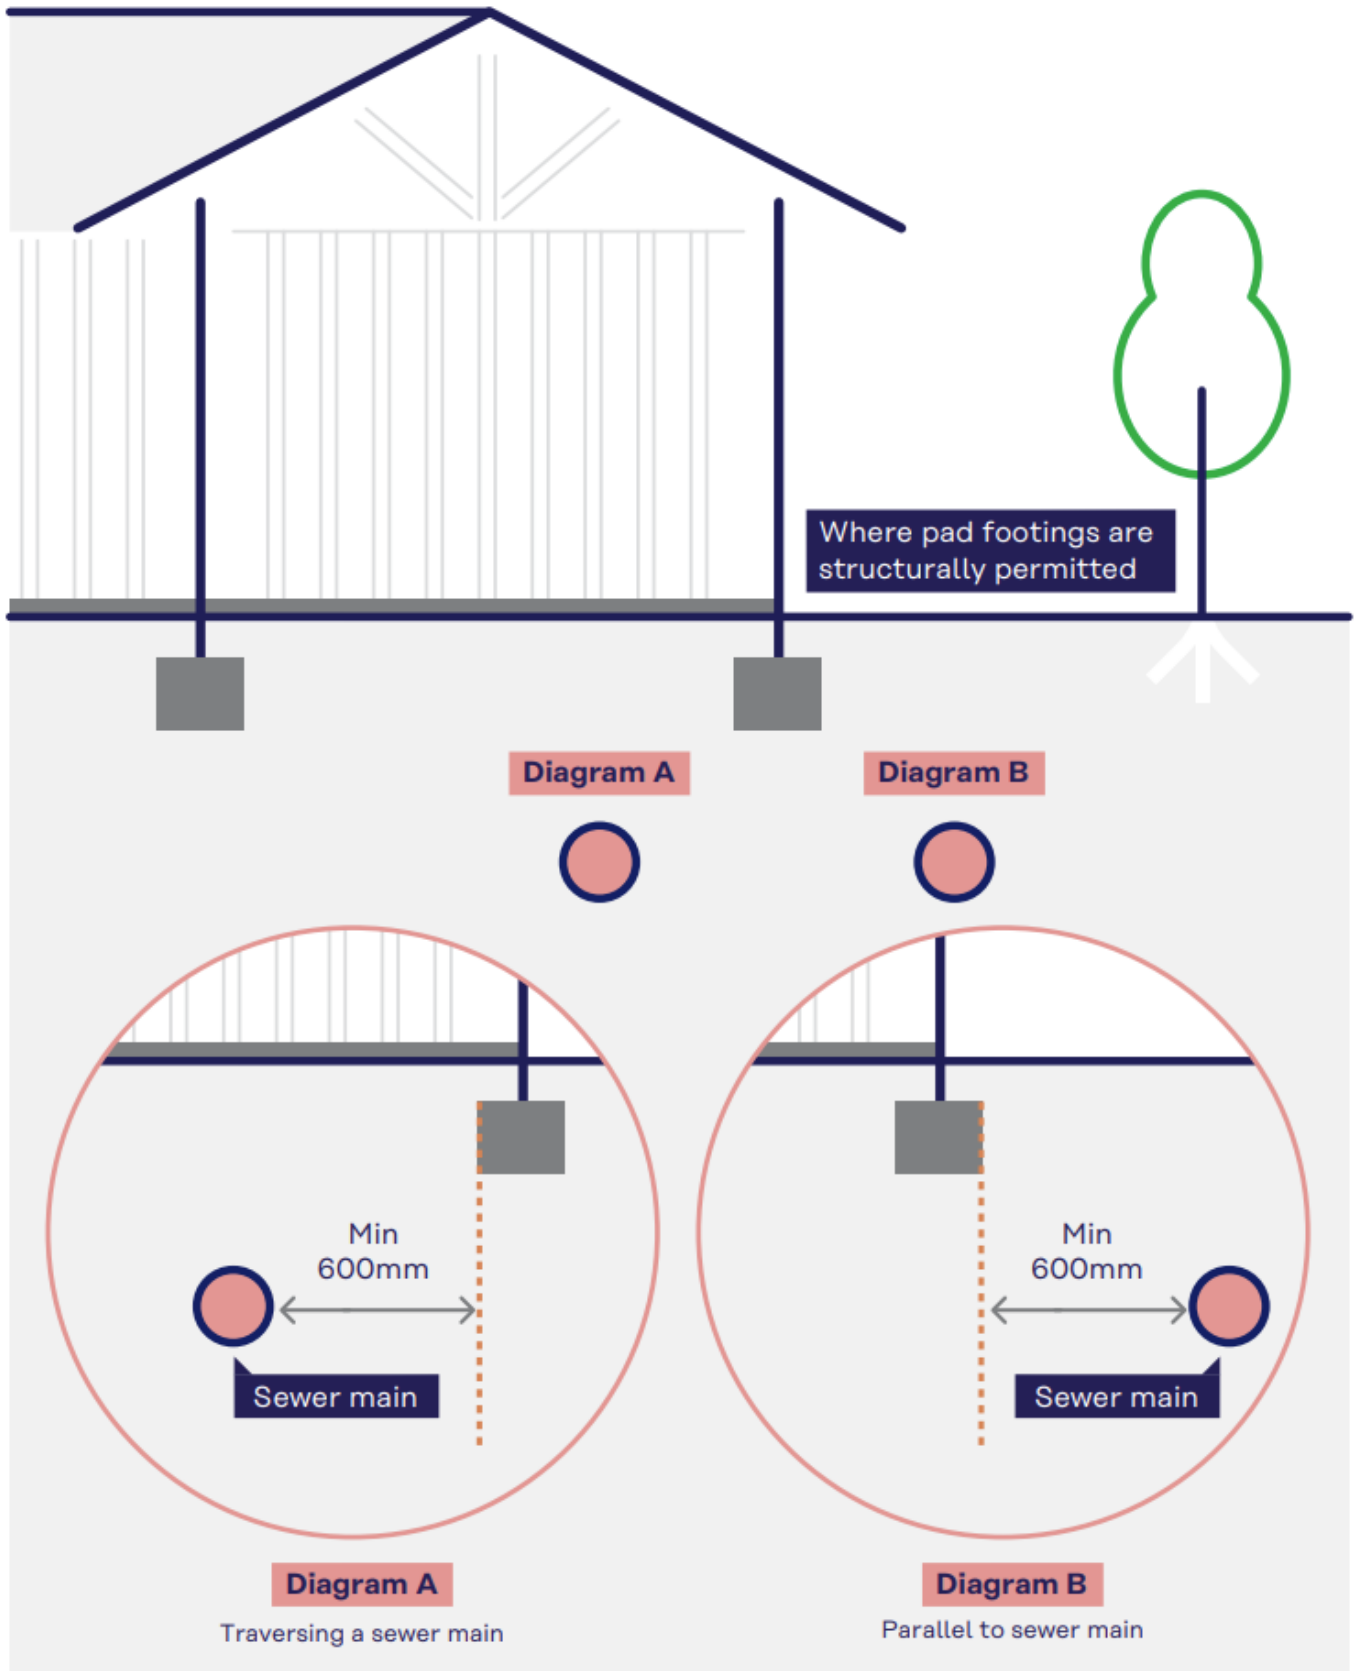 Where pad footings are
structurally permitted
Diagram A
Diagram B
Min
600mm
Sewer main
Min
600mm
Sewer main
Diagram A
Traversing a sewer main
Diagram B
Parallel to sewer main